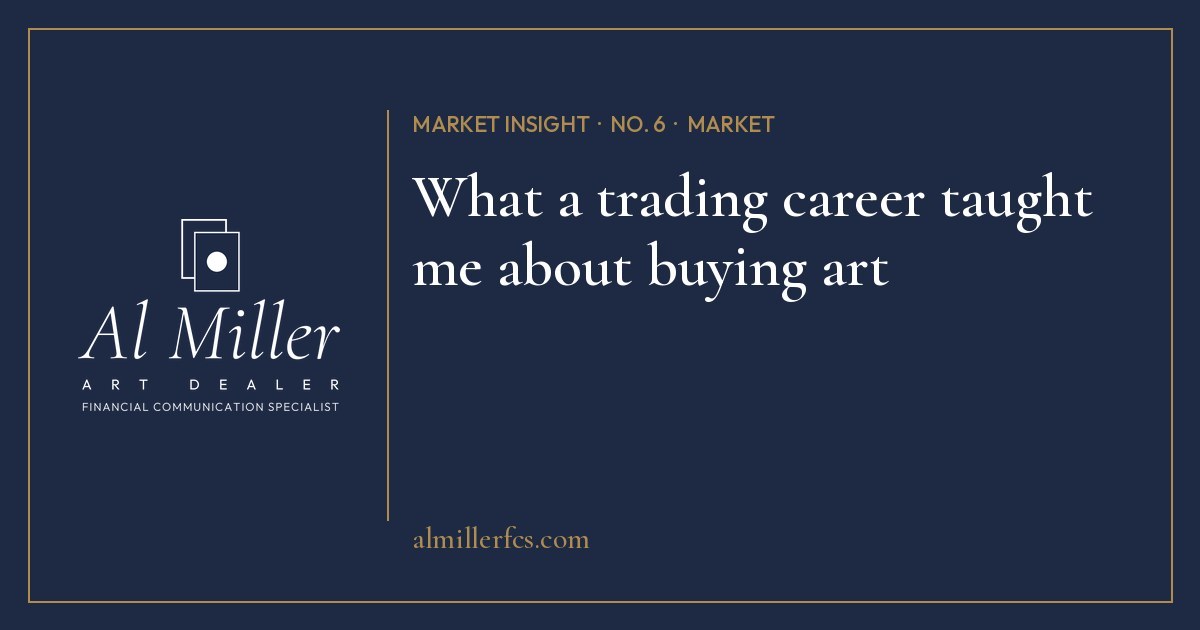 Al Miller
ART DEALER
FINANCIAL COMMUNICATION SPECIALIST
MARKET INSIGHT · NO. 6 · MARKET
What a trading career taught
me about buying art
almillerfcs.com